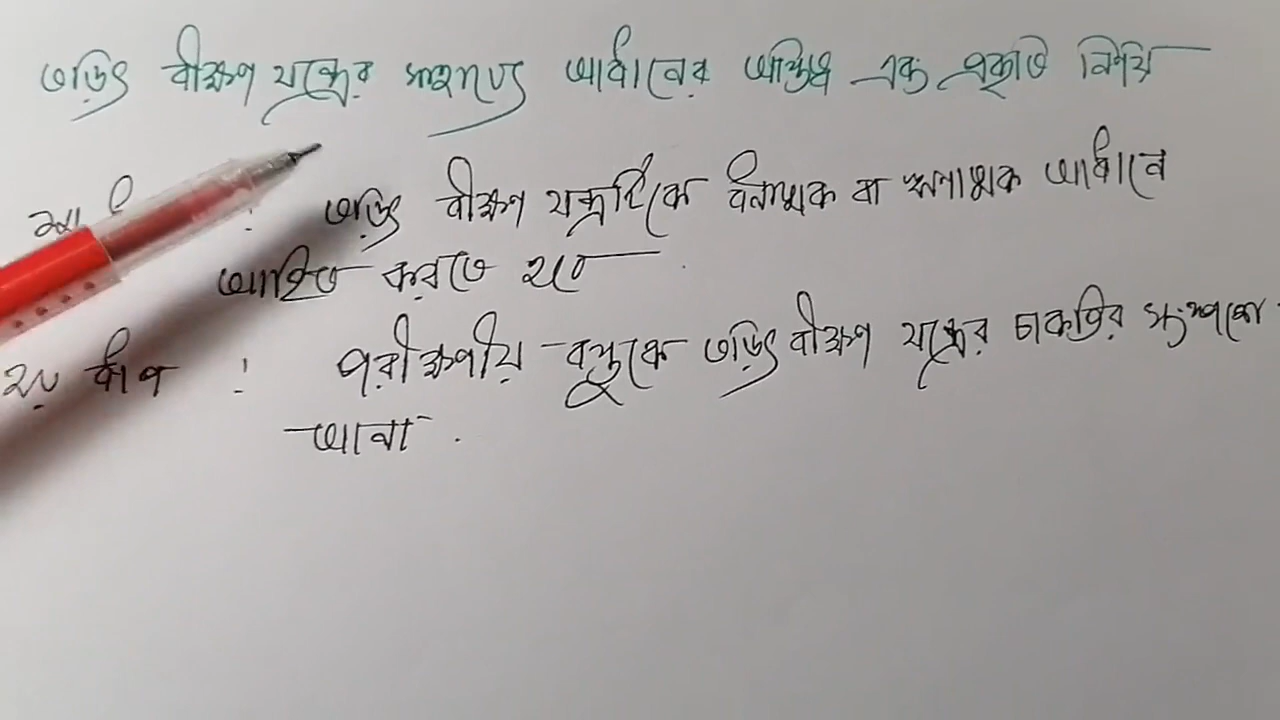 তড়িৎ বীক্ষণ যন্ত্রের সাহায্যে আধানের অস্তিত্ব এবং প্রকৃতি নির্ণয়
: তড়িৎ বীক্ষণ যন্ত্রটিকে ধনাত্মক বা ঋনাত্মক আধানে
আহিত করতে হবে
২য় ধাপ : পরীক্ষণীয় বস্তুকে তড়িৎ বীক্ষণ যন্ত্রের চাকতির সংস্পর্শে
আনা .